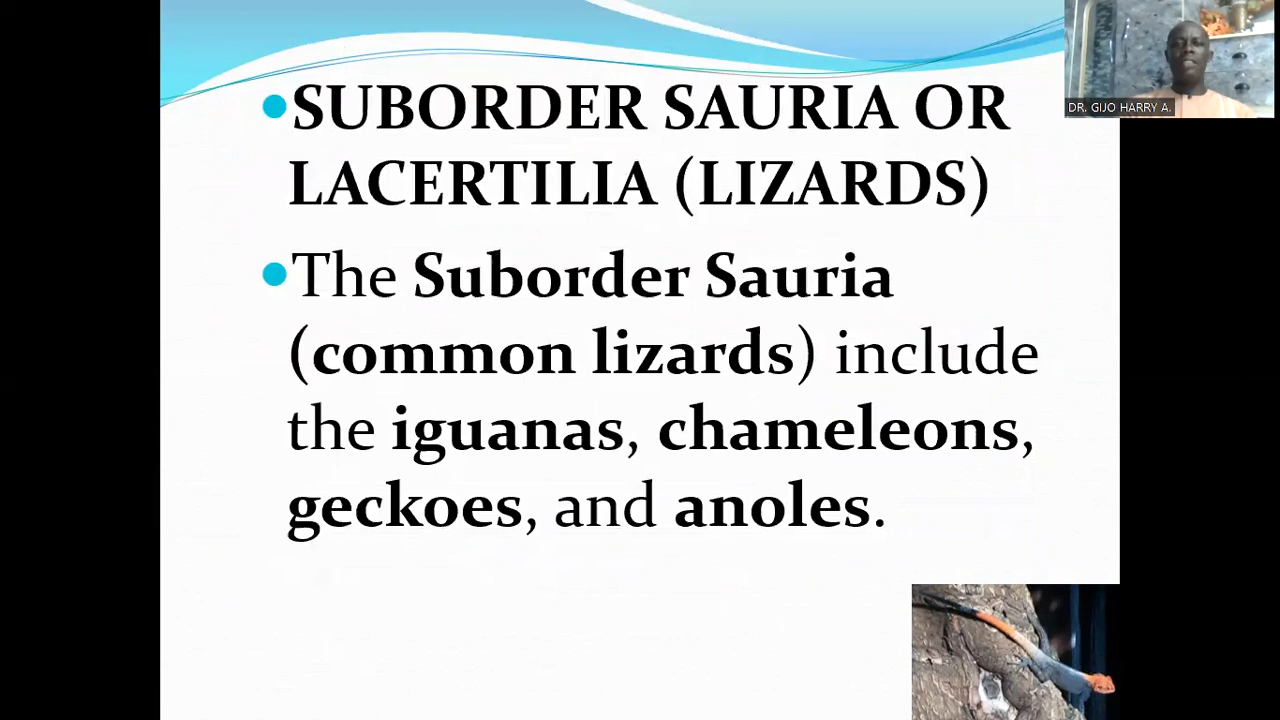 DR. GIJO HARRY A.
SUBORDER SAURIA OR
LACERTILIA (LIZARDS)
The Suborder Sauria
(common lizards) include
the iguanas, chameleons,
geckoes, and anoles.